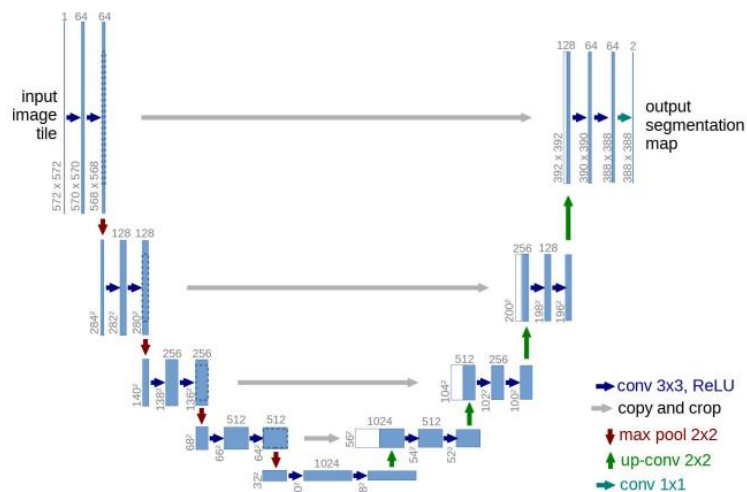 1
64
64
128
64
64
2
input
image
tile
output
segmentation
map
572 x 572
570 x 570
568 x 568
392 x 392
390 x 390
388 x 388
388 x 388
128
128
256
128
284²
282²
280²
200²
198²
196²
256
256
512
256
140²
138²
136²
104²
102²
100²
512
512
1024
512
68²
66²
64²
56²
54²
52²
1024
32²
conv 3x3, ReLU
copy and crop
max pool 2x2
up-conv 2x2
conv 1x1